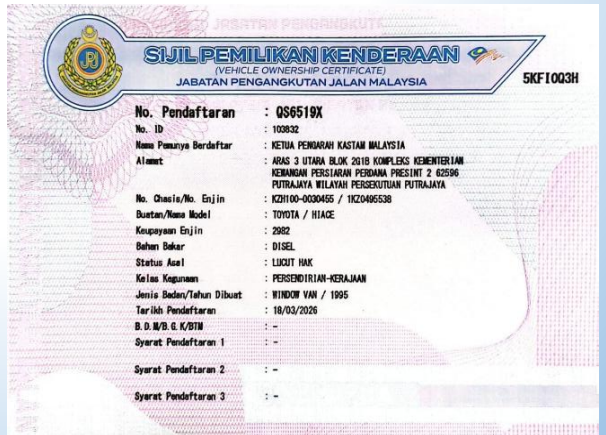 SIJIL PEMILIKAN KENDERAAN
(VEHICLE OWNERSHIP CERTIFICATE)
JABATAN PENGANGKUTAN JALAN MALAYSIA
5KFI0Q3H
No. Pendaftaran : QS6519X
No. ID : 103832
Nama Pemunya Berdaftar : KETUA PENGARAH KASTAM MALAYSIA
Alamat : ARAS 3 UTARA BLOK 2G1B KOMPLEKS KEMENTERIAN
KEWANGAN PERSIARAN PERDANA PRESINT 2 62596
PUTRAJAYA WILAYAH PERSEKUTUAN PUTRAJAYA
No. Chasis/No. Enjin : KZH100-0030455 / 1KZ0495538
Buatan/Nama Model : TOYOTA / HIACE
Keupayaan Enjin : 2982
Bahan Bakar : DISEL
Status Asal : LUCUT HAK
Kelas Kegunaan : PERSENDIRIAN-KERAJAAN
Jenis Badan/Tahun Dibuat : WINDOW VAN / 1995
Tarikh Pendaftaran : 18/03/2026
B.D.M/B.G.K/BTM : -
Syarat Pendaftaran 1 : -
Syarat Pendaftaran 2 : -
Syarat Pendaftaran 3 : -